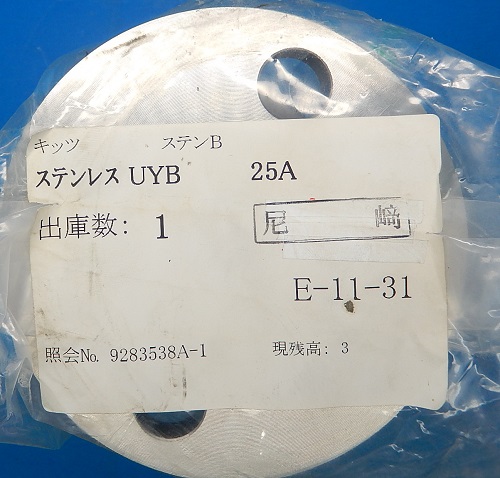 キッツ ステンB
ステンレス UYB 25A
出庫数: 1 尼 崎
E-11-31
照会No. 9283538A-1 現残高: 3